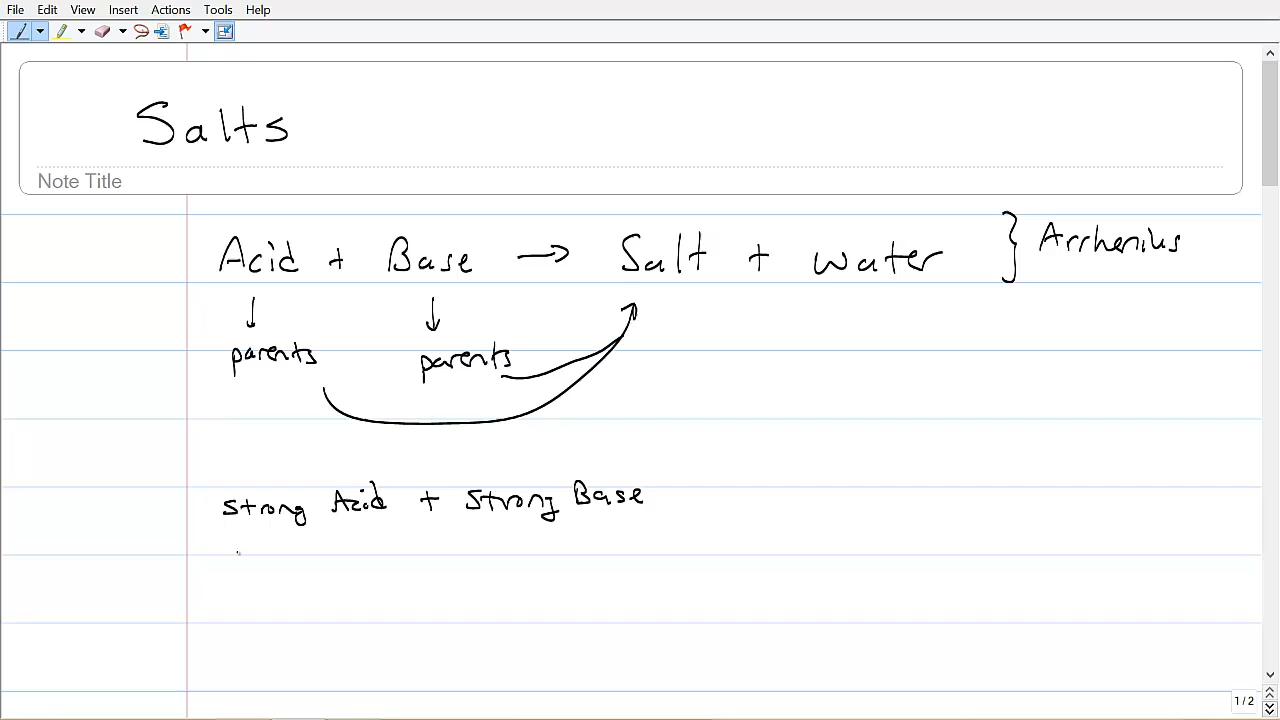 File Edit View Insert Actions Tools Help
Salts
Note Title
Acid + Base → Salt + water } Arrhenius
↓ ↓
parents parents
strong Acid + Strong Base
1/2